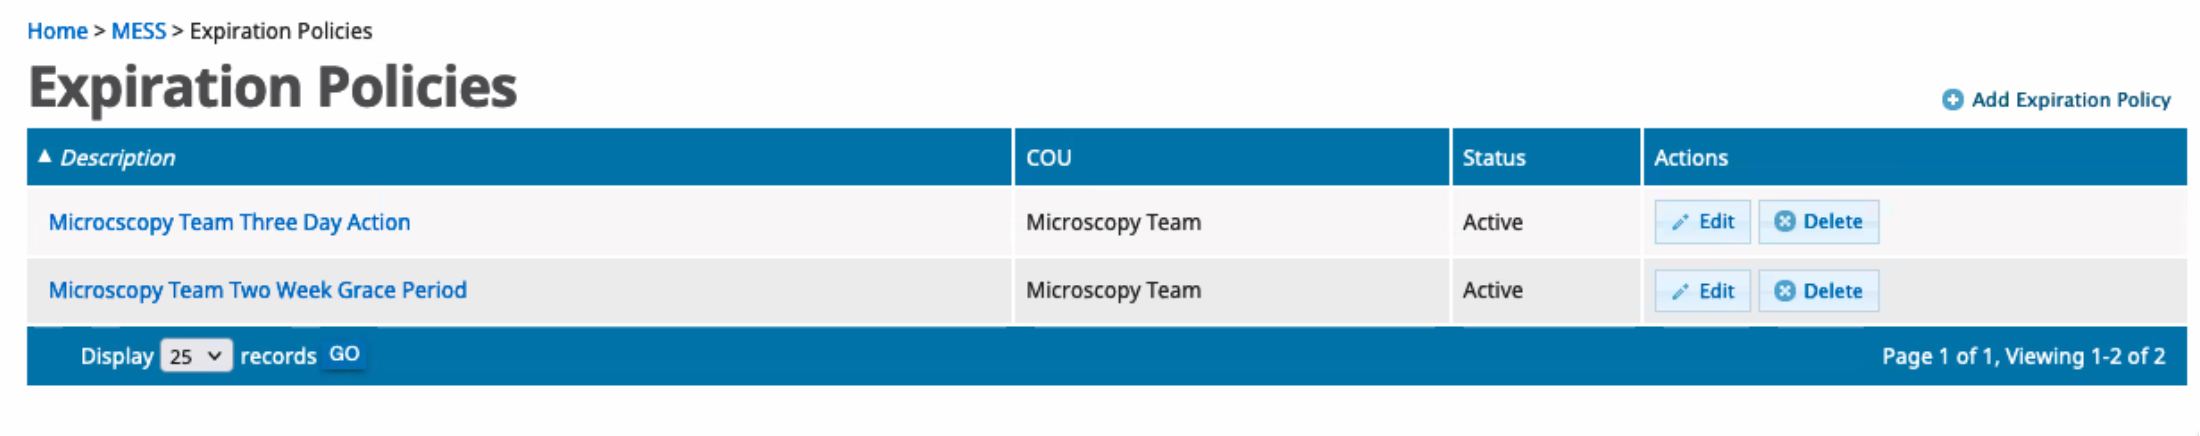 Home > MESS > Expiration Policies
Expiration Policies
Add Expiration Policy
▲ Description COU Status Actions
Microcscopy Team Three Day Action Microscopy Team Active Edit Delete
Microscopy Team Two Week Grace Period Microscopy Team Active Edit Delete
Display 25 records GO Page 1 of 1, Viewing 1-2 of 2